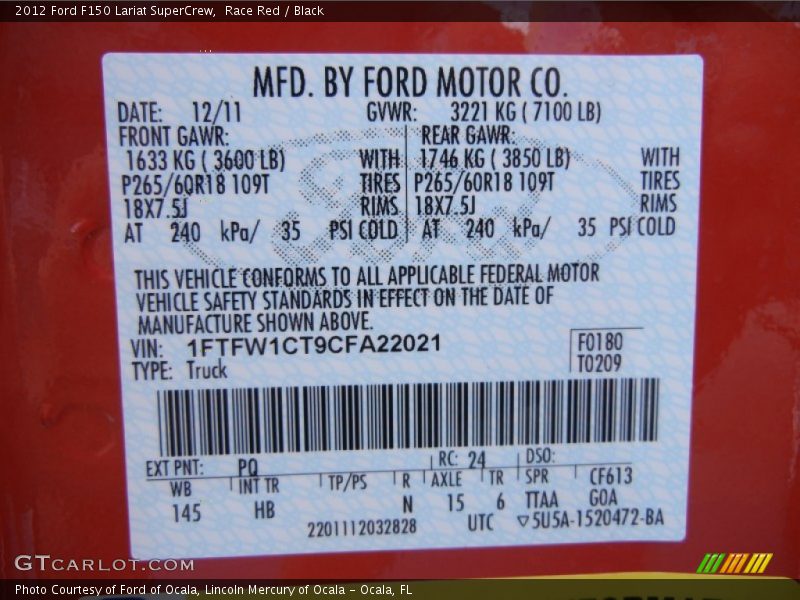 2012 Ford F150 Lariat SuperCrew, Race Red / Black
MFD. BY FORD MOTOR CO.
DATE: 12/11 GVWR: 3221 KG ( 7100 LB)
FRONT GAWR: REAR GAWR:
1633 KG ( 3600 LB) WITH 1746 KG ( 3850 LB) WITH
P265/60R18 109T TIRES P265/60R18 109T TIRES
18X7.5J RIMS 18X7.5J RIMS
AT 240 kPa/ 35 PSI COLD AT 240 kPa/ 35 PSI COLD
THIS VEHICLE CONFORMS TO ALL APPLICABLE FEDERAL MOTOR
VEHICLE SAFETY STANDARDS IN EFFECT ON THE DATE OF
MANUFACTURE SHOWN ABOVE.
VIN: 1FTFW1CT9CFA22021 F0180
TYPE: Truck T0209
EXT PNT: PQ RC: 24 DSO:
WB INT TR TP/PS R AXLE TR SPR CF613
145 HB N 15 6 TTAA GOA
2201112032828 UTC ▽5U5A-1520472-BA
GTCARLOT.COM
Photo Courtesy of Ford of Ocala, Lincoln Mercury of Ocala - Ocala, FL